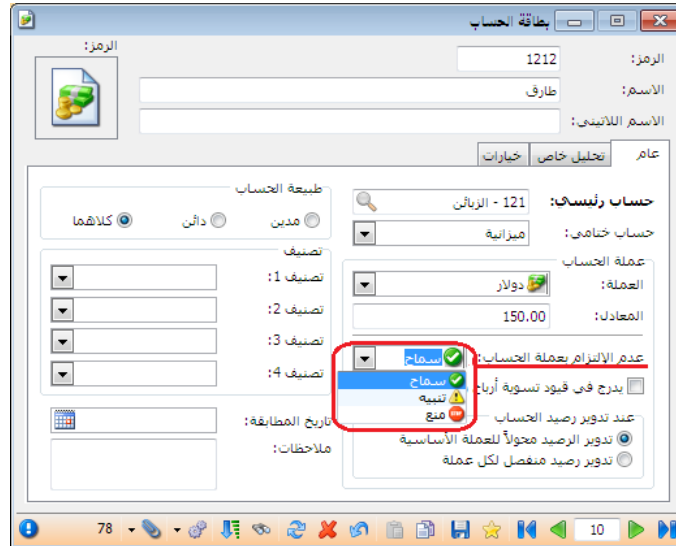 بطاقة الحساب
الرمز: 1212
الرمز:
الاسم: طارق
الاسم اللاتيني:
عام
تحليل خاص
خيارات
حساب رئيسي: 121 - الزبائن
حساب ختامي: ميزانية
عملة الحساب
العملة: دولار
المعادل: 150.00
عدم الإلتزام بعملة الحساب: سماح
سماح
تنبيه
منع
يدرج في قيود تسوية أرباح
عند تدوير رصيد الحساب
تدوير الرصيد محولاً للعملة الأساسية
تدوير رصيد منفصل لكل عملة
طبيعة الحساب
مدين
دائن
كلاهما
تصنيف
تصنيف 1:
تصنيف 2:
تصنيف 3:
تصنيف 4:
تاريخ المطابقة:
ملاحظات:
10
78